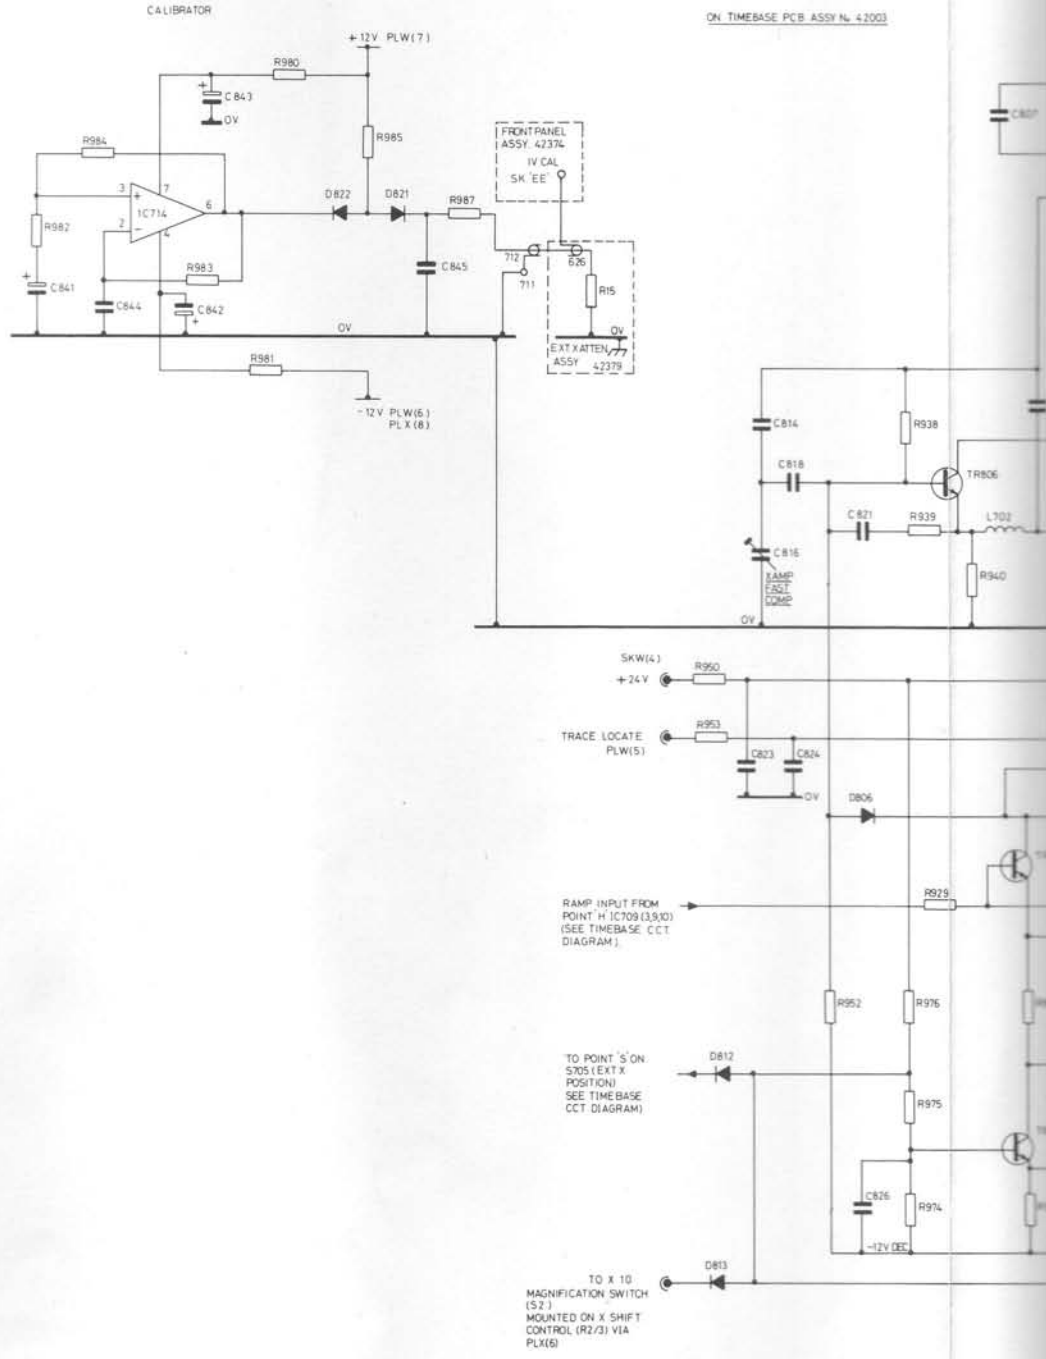 CALIBRATOR
ON TIMEBASE PCB ASSY No 42003
+12V PLW(7)
R980
C843
0V
R985
FRONT PANEL
ASSY. 42374
1V CAL
SK 'EE'
R984
3
7
6
IC714
2
4
+
-
R982
D822
D821
R987
R983
C841
C844
C842
C845
712
711
626
R15
0V
0V
EXT X ATTEN
ASSY 42379
R981
-12V PLW(6)
PLX(8)
C807
C814
R938
C818
TR806
C821
R939
L702
C816
X AMP
FAST
COMP
R940
0V
SKW(4)
+24V
R950
TRACE LOCATE
PLW(5)
R953
C823
C824
0V
D806
RAMP INPUT FROM
POINT 'H' IC709 (3,9,10)
(SEE TIMEBASE CCT
DIAGRAM)
R929
R952
R976
TO POINT 'S' ON
S705 (EXT X
POSITION)
SEE TIMEBASE
CCT DIAGRAM)
D812
R975
C826
R974
-12V DEC
D813
TO X 10
MAGNIFICATION SWITCH
(S2)
MOUNTED ON X SHIFT
CONTROL (R2/3) VIA
PLX(6)